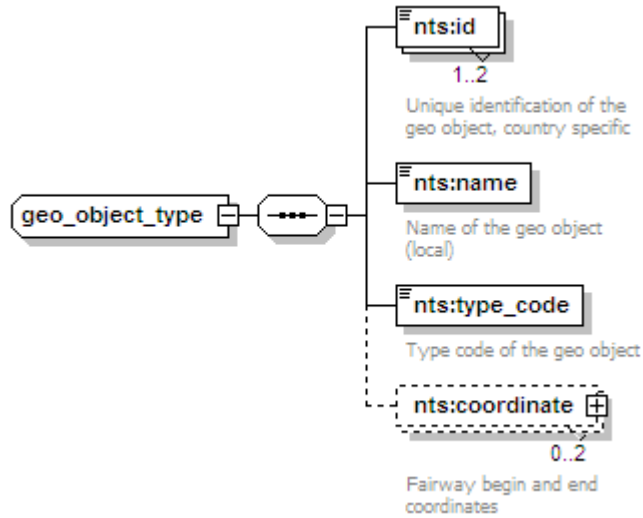 nts:id
1..2
Unique identification of the
geo object, country specific
geo_object_type
nts:name
Name of the geo object
(local)
nts:type_code
Type code of the geo object
nts:coordinate
0..2
Fairway begin and end
coordinates